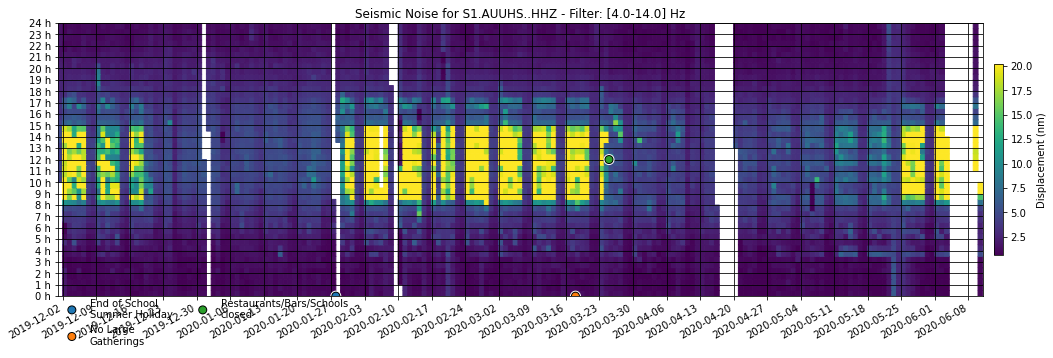 Seismic Noise for S1.AUUHS..HHZ - Filter: [4.0-14.0] Hz
24 h
23 h
22 h
21 h
20 h
19 h
18 h
17 h
16 h
15 h
14 h
13 h
12 h
11 h
10 h
9 h
8 h
7 h
6 h
5 h
4 h
3 h
2 h
1 h
0 h
20.0
17.5
15.0
12.5
10.0
7.5
5.0
2.5
Displacement (nm)
2019-12-02
2019-12-09
2019-12-30
2020-01-20
2020-01-27
2020-02-03
2020-02-10
2020-02-17
2020-02-24
2020-03-02
2020-03-09
2020-03-16
2020-03-23
2020-03-30
2020-04-06
2020-04-13
2020-04-20
2020-04-27
2020-05-04
2020-05-11
2020-05-18
2020-05-25
2020-06-01
2020-06-08
End of School
Summer Holiday
No Large
Gatherings
Restaurants/Bars/Schools
closed